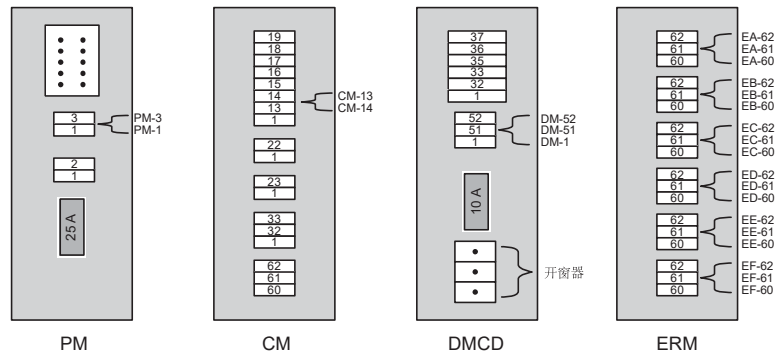 3
1
PM-3
PM-1
2
1
25 A
PM
19
18
17
16
15
14
13
1
CM-13
CM-14
22
1
23
1
33
32
1
62
61
60
CM
37
36
35
33
32
1
52
51
1
DM-52
DM-51
DM-1
10 A
开窗器
DMCD
62
61
60
EA-62
EA-61
EA-60
62
61
60
EB-62
EB-61
EB-60
62
61
60
EC-62
EC-61
EC-60
62
61
60
ED-62
ED-61
ED-60
62
61
60
EE-62
EE-61
EE-60
62
61
60
EF-62
EF-61
EF-60
ERM